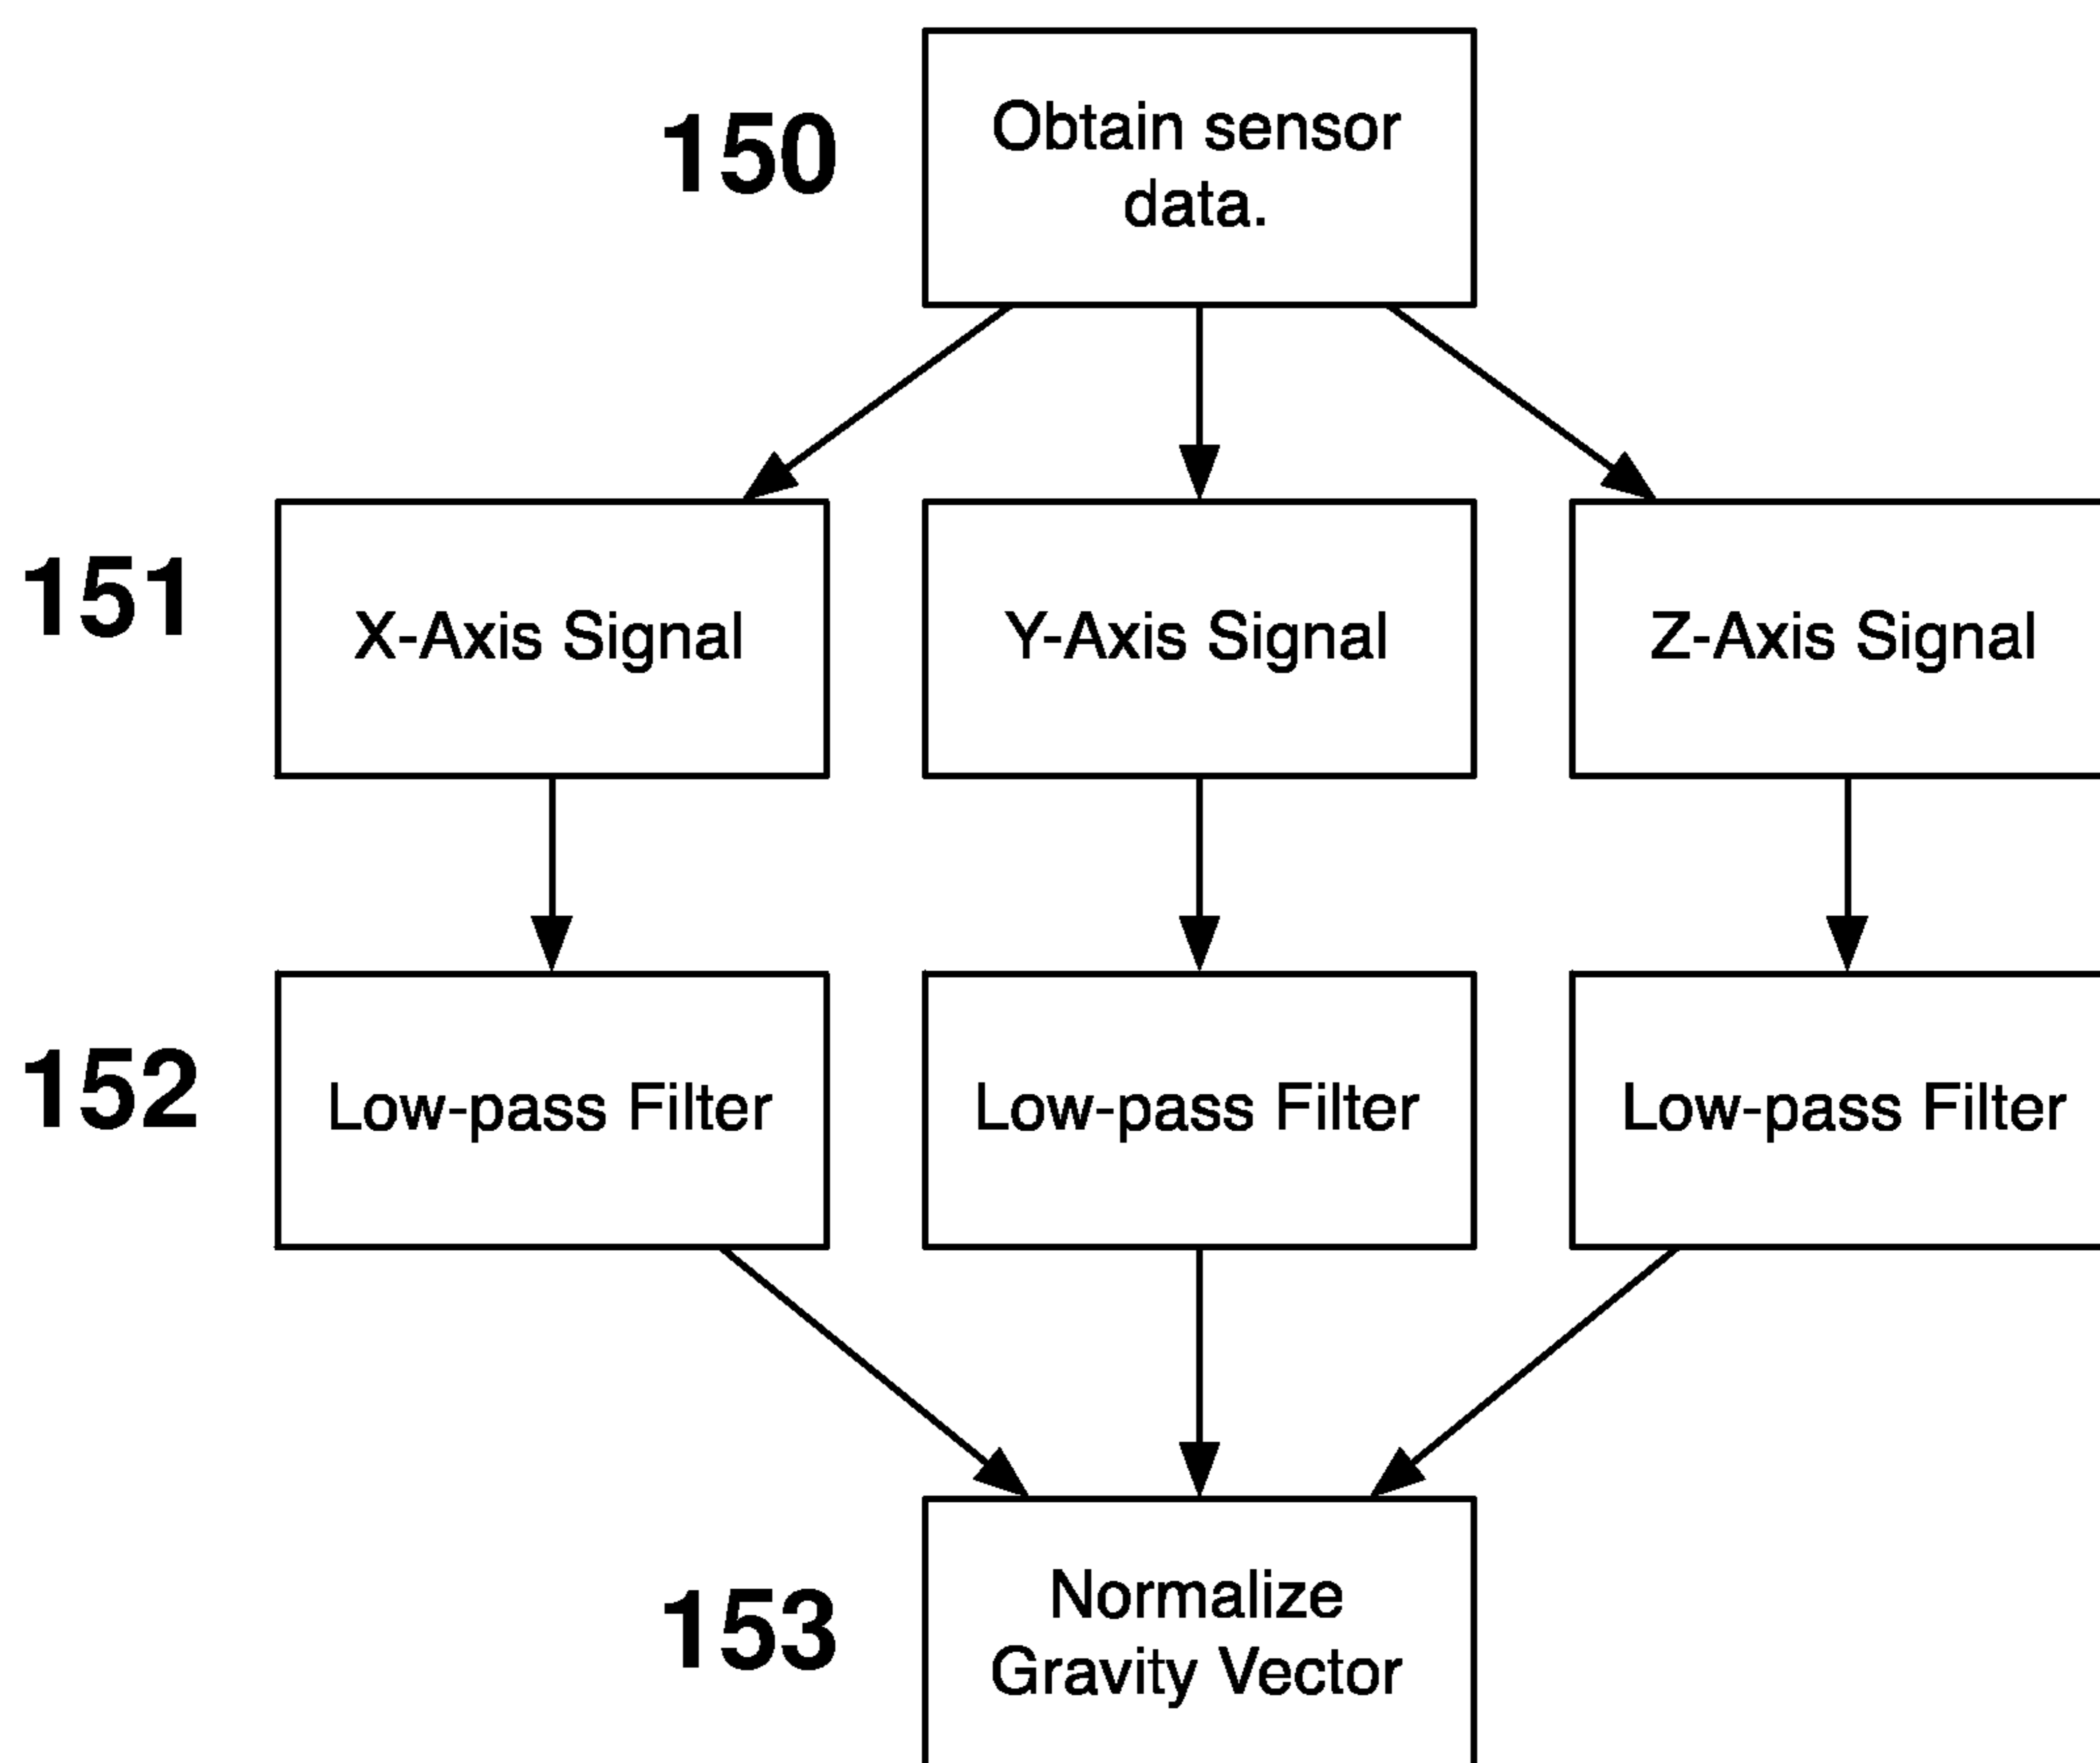 150
Obtain sensor
data.
151
X-Axis Signal
Y-Axis Signal
Z-Axis Signal
152
Low-pass Filter
Low-pass Filter
Low-pass Filter
153
Normalize
Gravity Vector